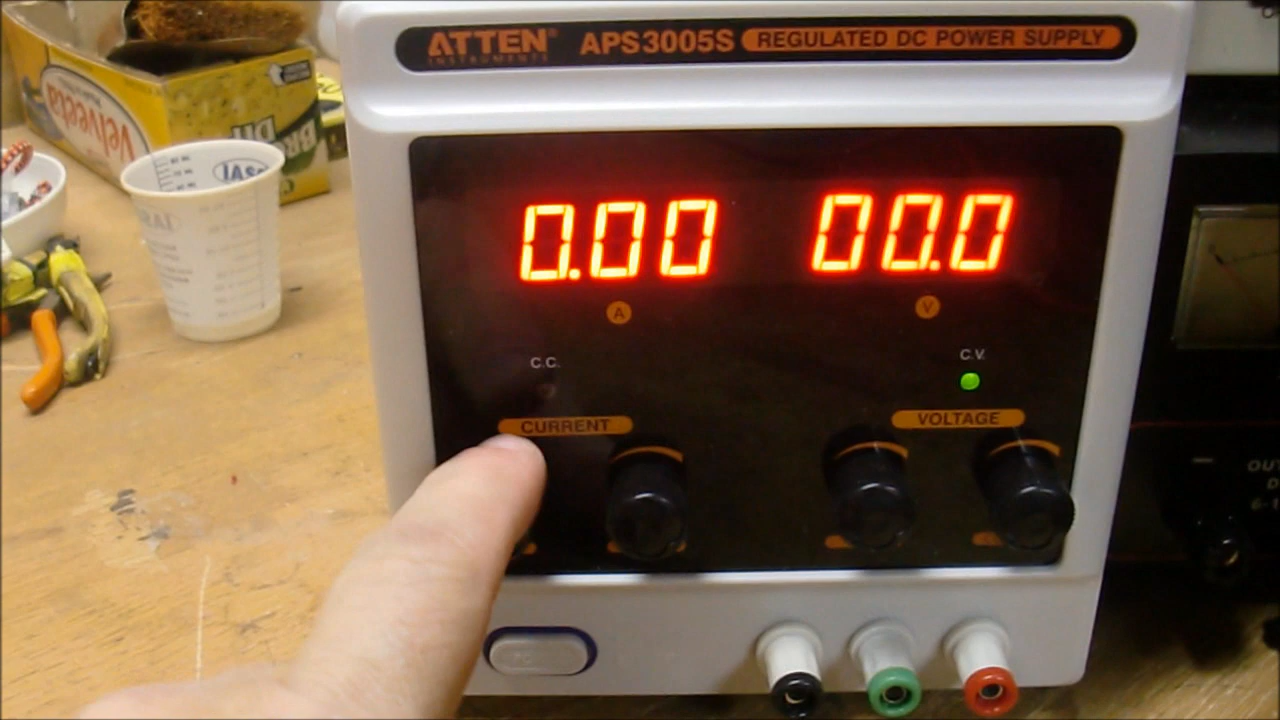 ATTEN® APS3005S REGULATED DC POWER SUPPLY
INSTRUMENTS
0.00 00.0
A V
C.C. C.V.
CURRENT VOLTAGE
Velveeta